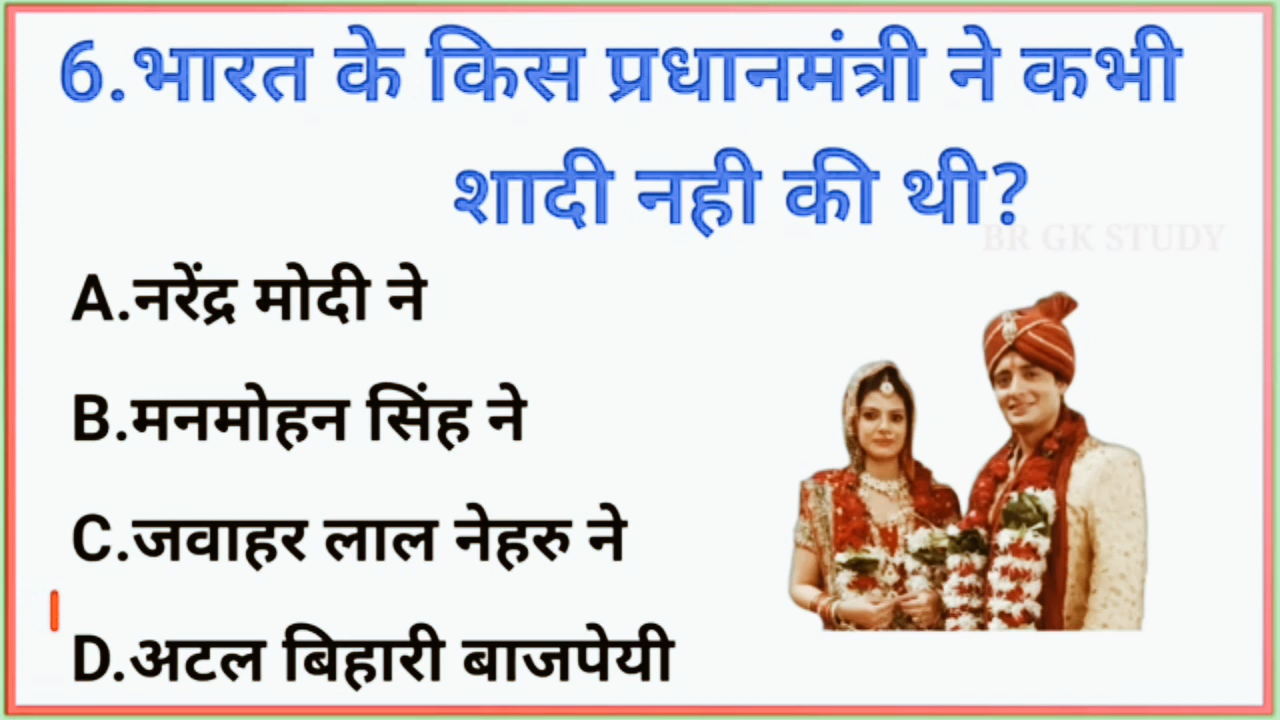 6.भारत के किस प्रधानमंत्री ने कभी
शादी नही की थी?
BR GK STUDY
A.नरेंद्र मोदी ने
B.मनमोहन सिंह ने
C.जवाहर लाल नेहरु ने
D.अटल बिहारी बाजपेयी